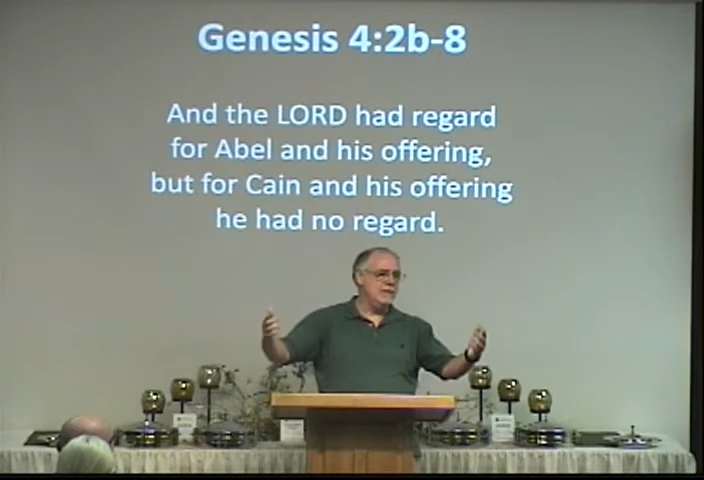 Genesis 4:2b-8
And the LORD had regard
for Abel and his offering,
but for Cain and his offering
he had no regard.